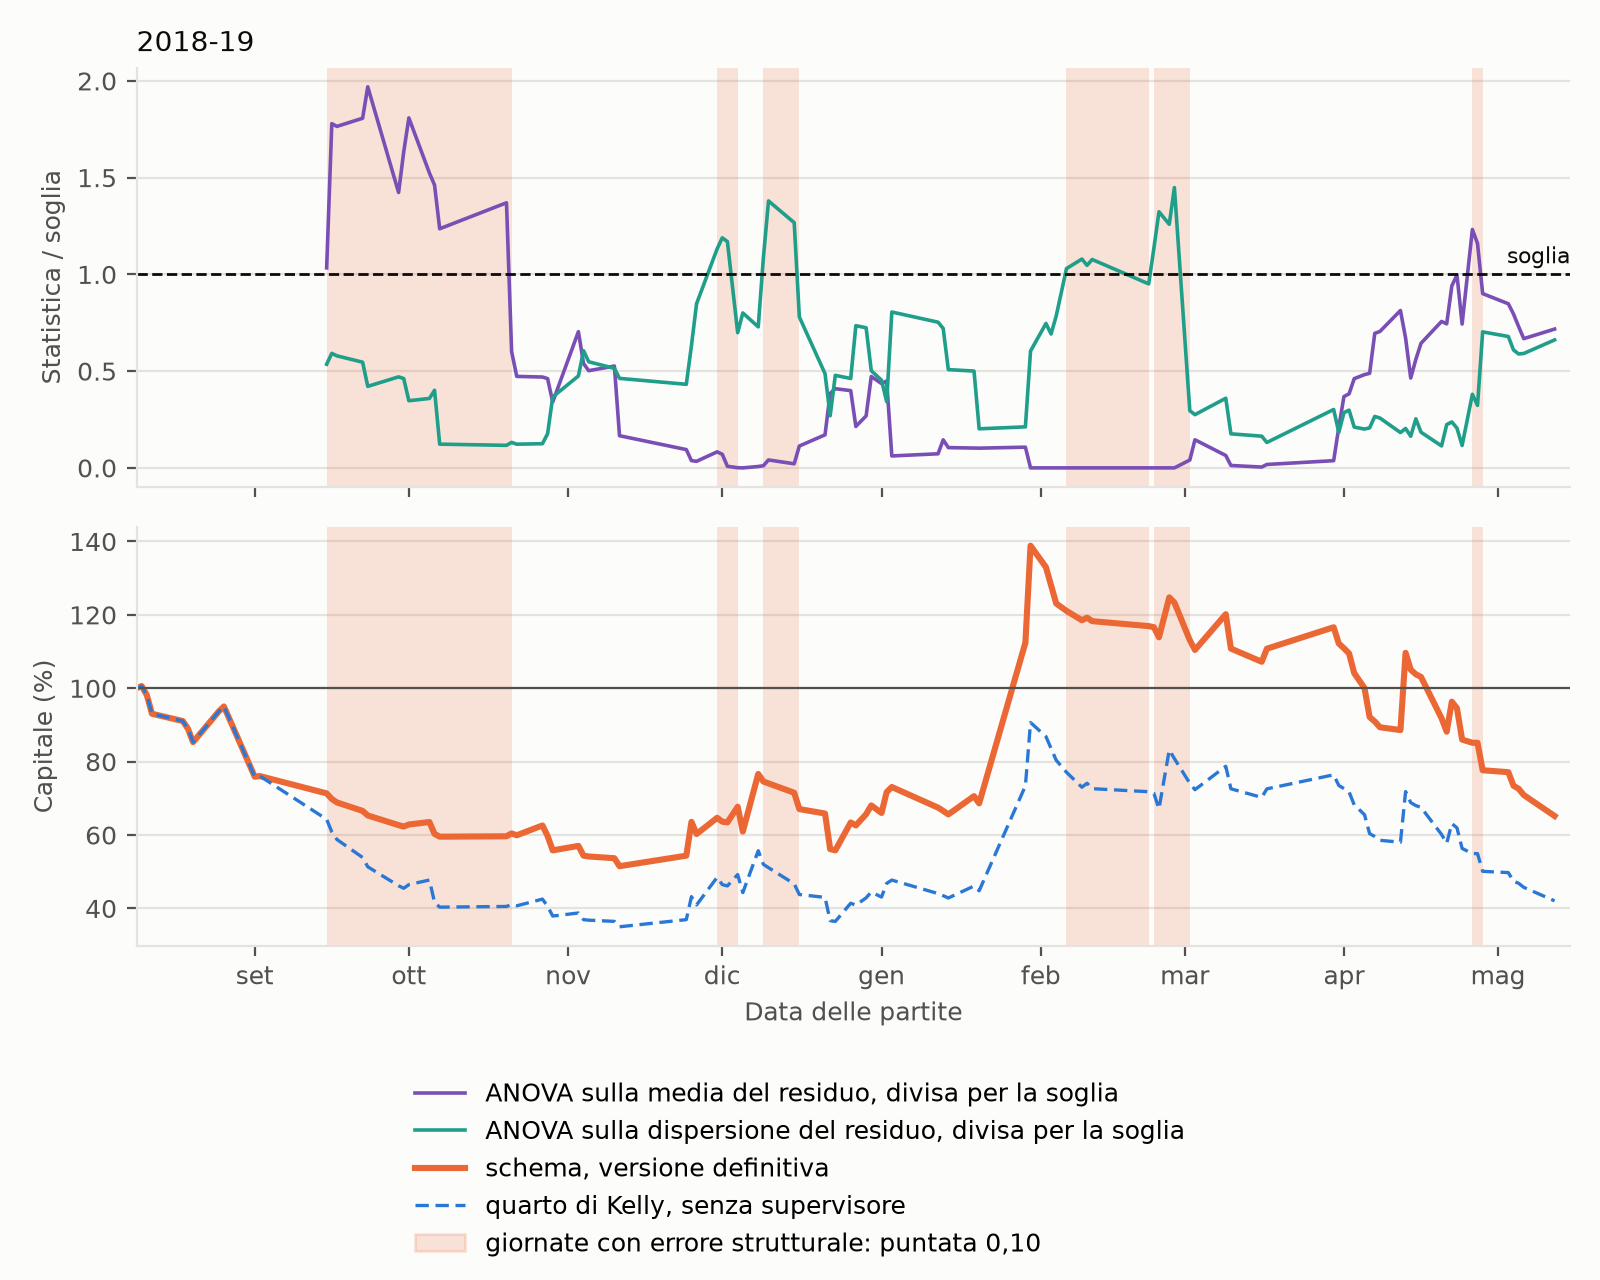 2018-19
2.0
1.5
1.0
0.5
0.0
Statistica / soglia
soglia
140
120
100
80
60
40
Capitale (%)
set ott nov dic gen feb mar apr mag
Data delle partite
ANOVA sulla media del residuo, divisa per la soglia
ANOVA sulla dispersione del residuo, divisa per la soglia
schema, versione definitiva
quarto di Kelly, senza supervisore
giornate con errore strutturale: puntata 0,10